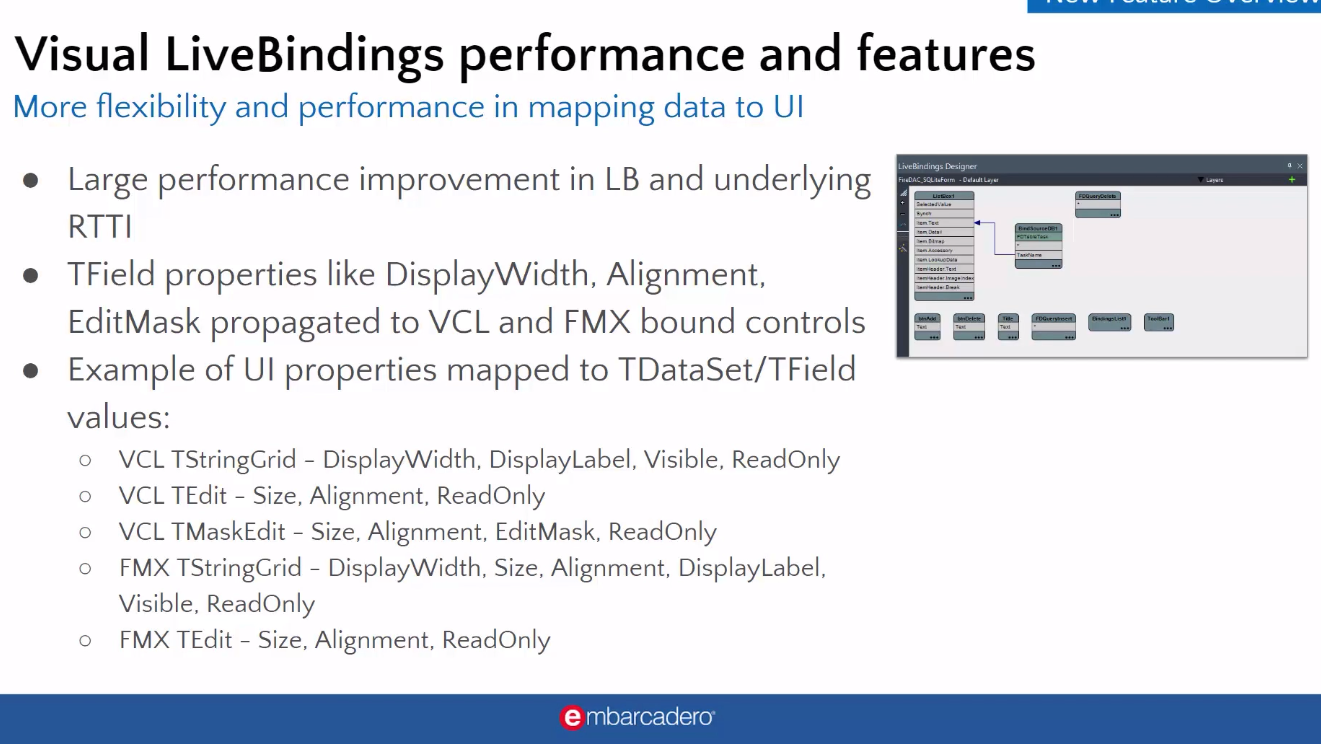 New Feature Overview
Visual LiveBindings performance and features
More flexibility and performance in mapping data to UI
● Large performance improvement in LB and underlying
RTTI
● TField properties like DisplayWidth, Alignment,
EditMask propagated to VCL and FMX bound controls
● Example of UI properties mapped to TDataSet/TField
values:
○ VCL TStringGrid - DisplayWidth, DisplayLabel, Visible, ReadOnly
○ VCL TEdit - Size, Alignment, ReadOnly
○ VCL TMaskEdit - Size, Alignment, EditMask, ReadOnly
○ FMX TStringGrid - DisplayWidth, Size, Alignment, DisplayLabel,
Visible, ReadOnly
○ FMX TEdit - Size, Alignment, ReadOnly
LiveBindings Designer
FireDAC_SQLiteForm - Default Layer
Layers
ListBox1
SelectedValue
Synch
Item.Text
Item.Detail
Item.Bitmap
Item.Accessory
Item.LookupData
ItemHeader.Text
ItemHeader.ImageIndex
ItemHeader.Break
FDQueryDelete
*
BindSourceDB1
FDTableTask
*
TaskName
btnAdd
Text
btnDelete
Text
Title
Text
FDQueryInsert
*
BindingsList1
ToolBar1
embarcadero